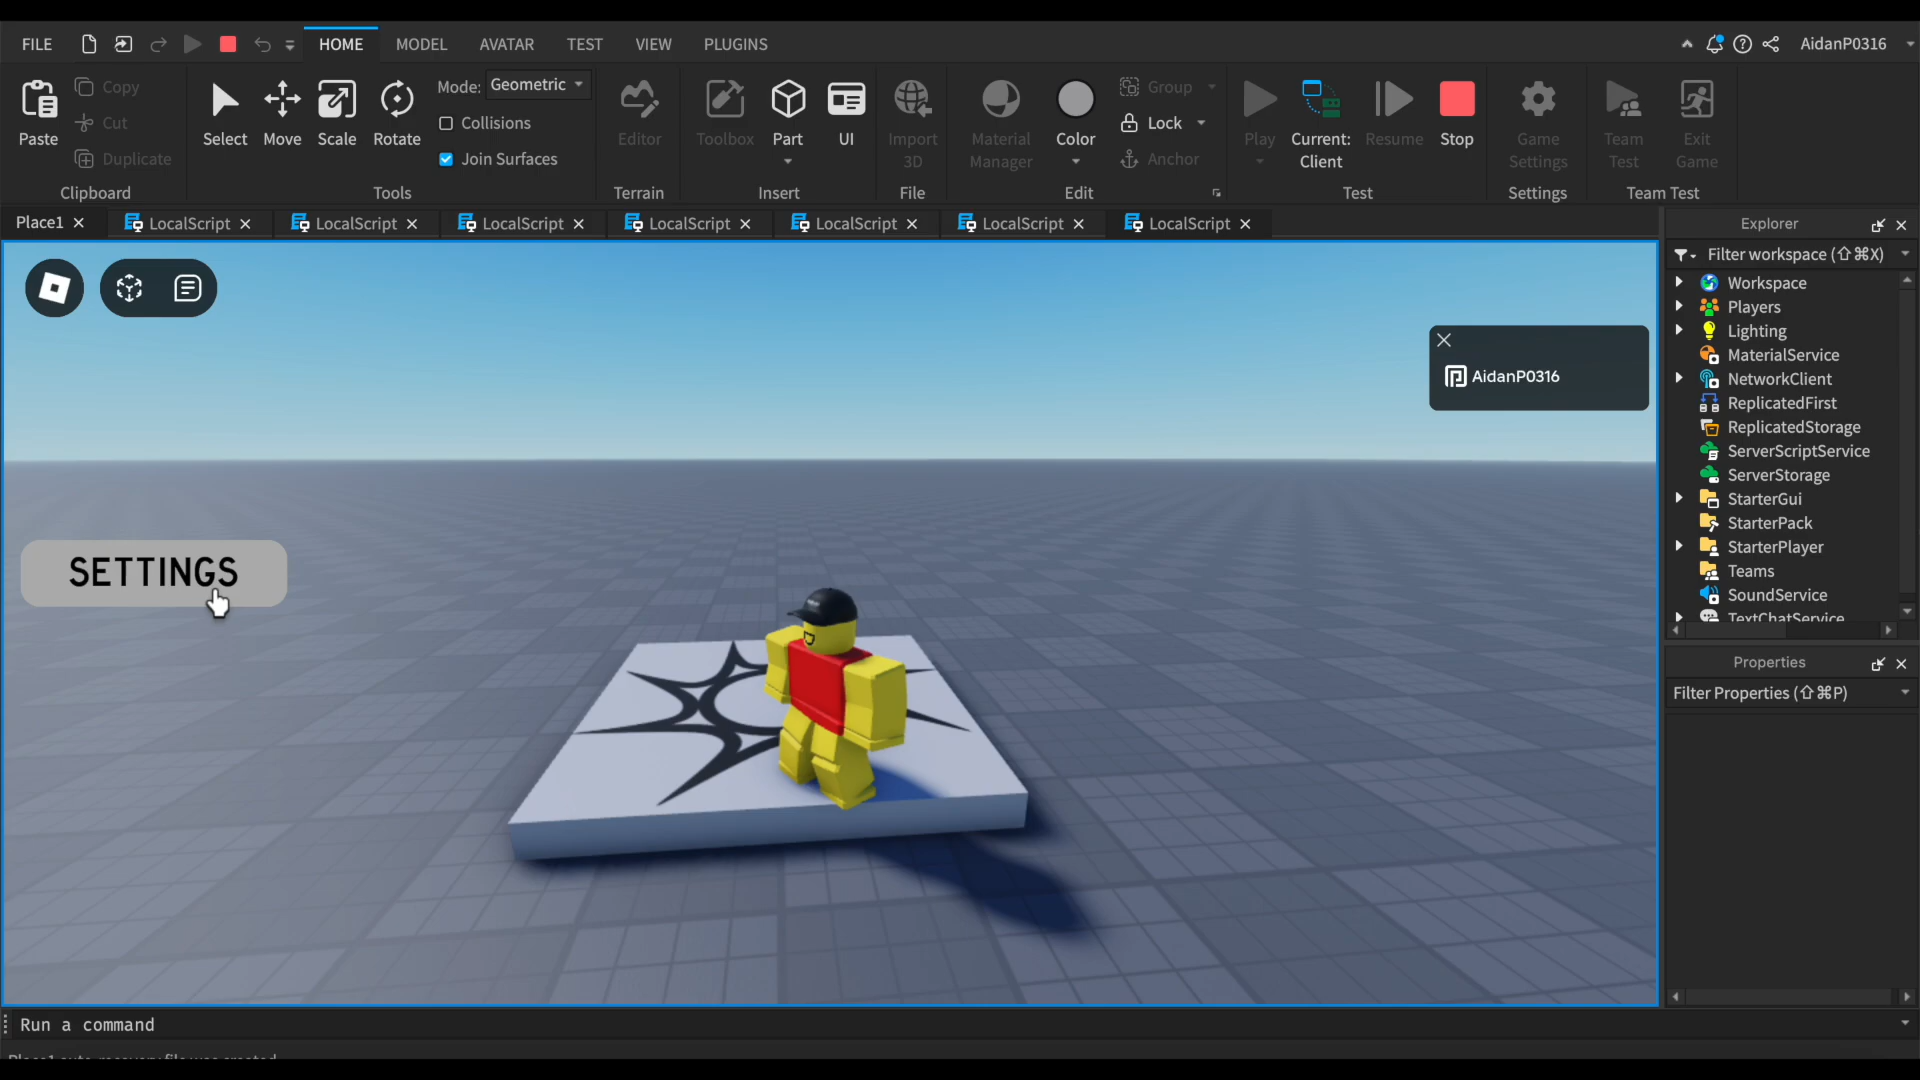 FILE HOME MODEL AVATAR TEST VIEW PLUGINS AidanP0316
Paste Copy Cut Duplicate Clipboard
Select Move Scale Rotate Mode: Geometric Collisions Join Surfaces Tools
Editor Terrain
Toolbox Part UI Insert
Import 3D File
Material Manager Color Group Lock Anchor Edit
Play Current: Client Resume Stop Test
Game Settings Settings
Team Test Exit Game Team Test
Place1 LocalScript LocalScript LocalScript LocalScript LocalScript LocalScript LocalScript
Explorer
Filter workspace (⇧⌘X)
Workspace
Players
Lighting
MaterialService
NetworkClient
ReplicatedFirst
ReplicatedStorage
ServerScriptService
ServerStorage
StarterGui
StarterPack
StarterPlayer
Teams
SoundService
TextChatService
AidanP0316
SETTINGS
Properties
Filter Properties (⇧⌘P)
Run a command
Place1 auto-recovery file was created